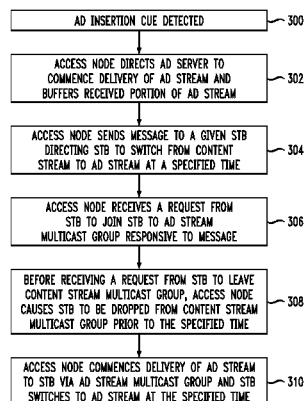 AD INSERTION CUE DETECTED
300
ACCESS NODE DIRECTS AD SERVER TO
COMMENCE DELIVERY OF AD STREAM AND
BUFFERS RECEIVED PORTION OF AD STREAM
302
ACCESS NODE SENDS MESSAGE TO A GIVEN STB
DIRECTING STB TO SWITCH FROM CONTENT
STREAM TO AD STREAM AT A SPECIFIED TIME
304
ACCESS NODE RECEIVES A REQUEST FROM
STB TO JOIN STB TO AD STREAM
MULTICAST GROUP RESPONSIVE TO MESSAGE
306
BEFORE RECEIVING A REQUEST FROM STB TO LEAVE
CONTENT STREAM MULTICAST GROUP, ACCESS NODE
CAUSES STB TO BE DROPPED FROM CONTENT STREAM
MULTICAST GROUP PRIOR TO THE SPECIFIED TIME
308
ACCESS NODE COMMENCES DELIVERY OF AD STREAM
TO STB VIA AD STREAM MULTICAST GROUP AND STB
SWITCHES TO AD STREAM AT THE SPECIFIED TIME
310